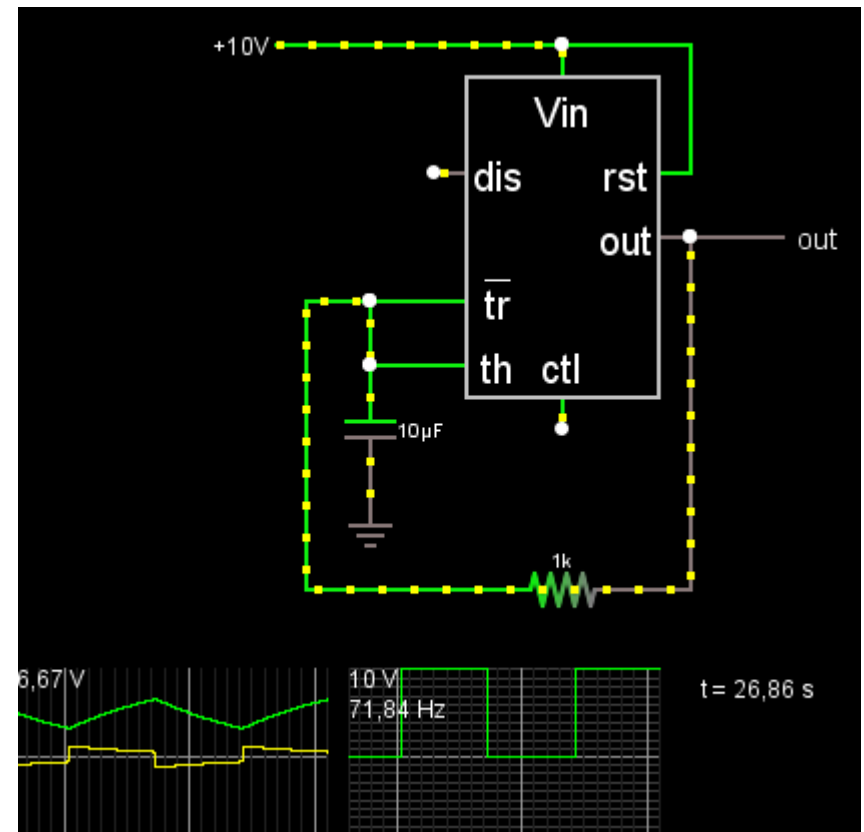 +10V
Vin
dis rst
out out
tr
th ctl
10µF
1k
6,67 V
10 V
71,84 Hz
t = 26,86 s